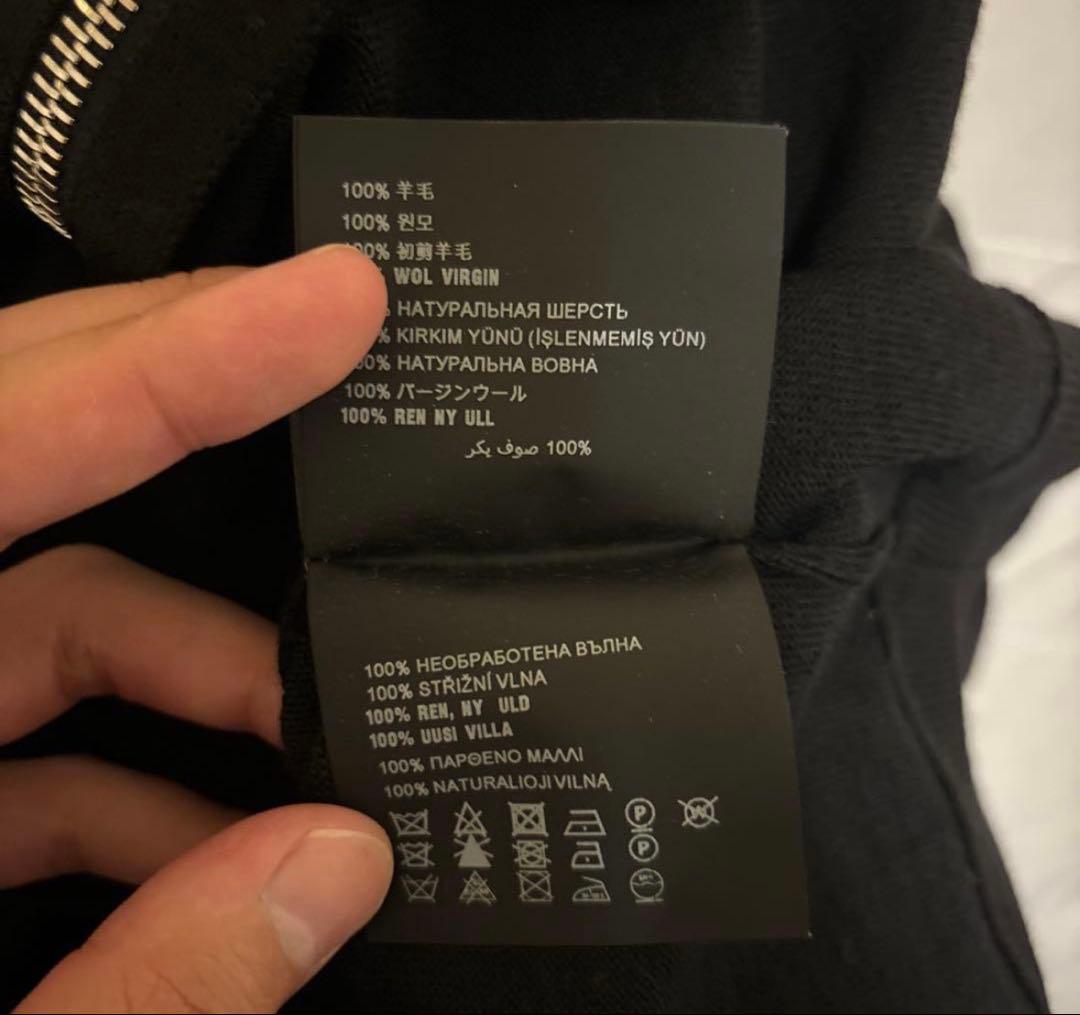 100% 羊毛
100% 원모
100% 初剪羊毛
% WOL VIRGIN
% НАТУРАЛЬНАЯ ШЕРСТЬ
% KIRKIM YÜNÜ (İŞLENMEMİŞ YÜN)
00% НАТУРАЛЬНА ВОВНА
100% バージンウール
100% REN NY ULL
100% صوف بكر
100% НЕОБРАБОТЕНА ВЪЛНА
100% STŘIŽNÍ VLNA
100% REN, NY ULD
100% UUSI VILLA
100% ΠΑΡΘΕΝΟ ΜΑΛΛΙ
100% NATURALIOJI VILNĄ
P W
P